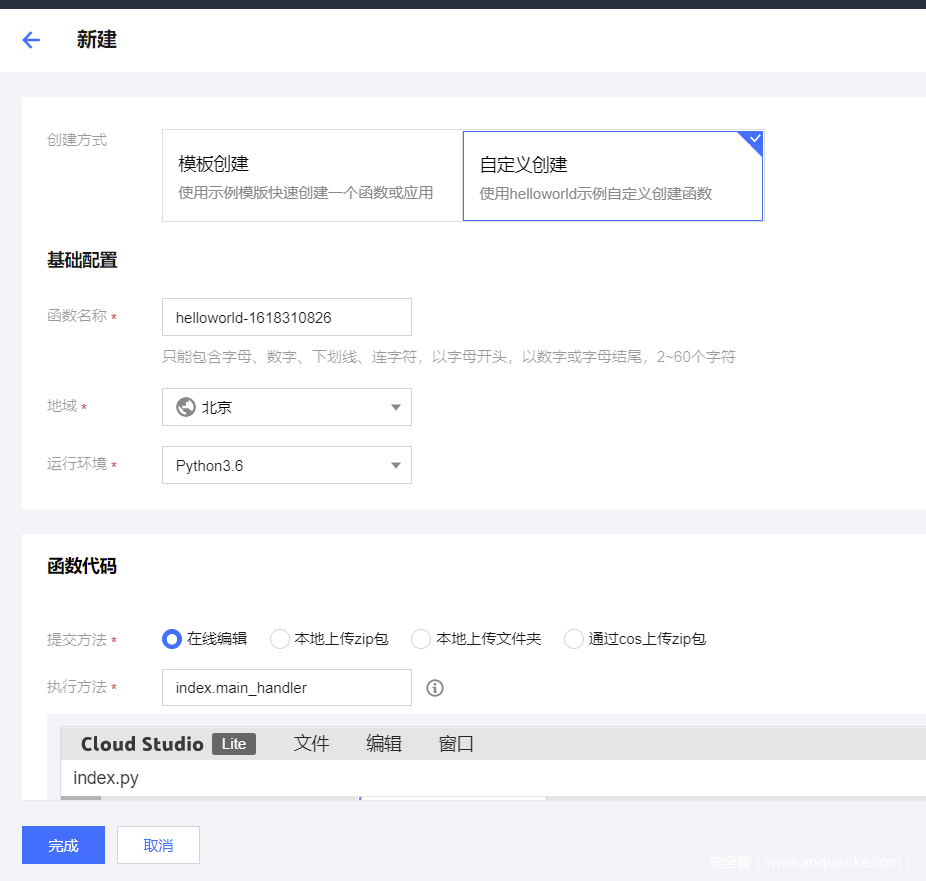 新建
创建方式
模板创建
使用示例模版快速创建一个函数或应用
自定义创建
使用helloworld示例自定义创建函数
基础配置
函数名称 *
helloworld-1618310826
只能包含字母、数字、下划线、连字符，以字母开头，以数字或字母结尾，2~60个字符
地域 *
北京
运行环境 *
Python3.6
函数代码
提交方法 *
在线编辑 本地上传zip包 本地上传文件夹 通过cos上传zip包
执行方法 *
index.main_handler
Cloud Studio Lite 文件 编辑 窗口
index.py
完成 取消
安全客（www.anquanke.com）